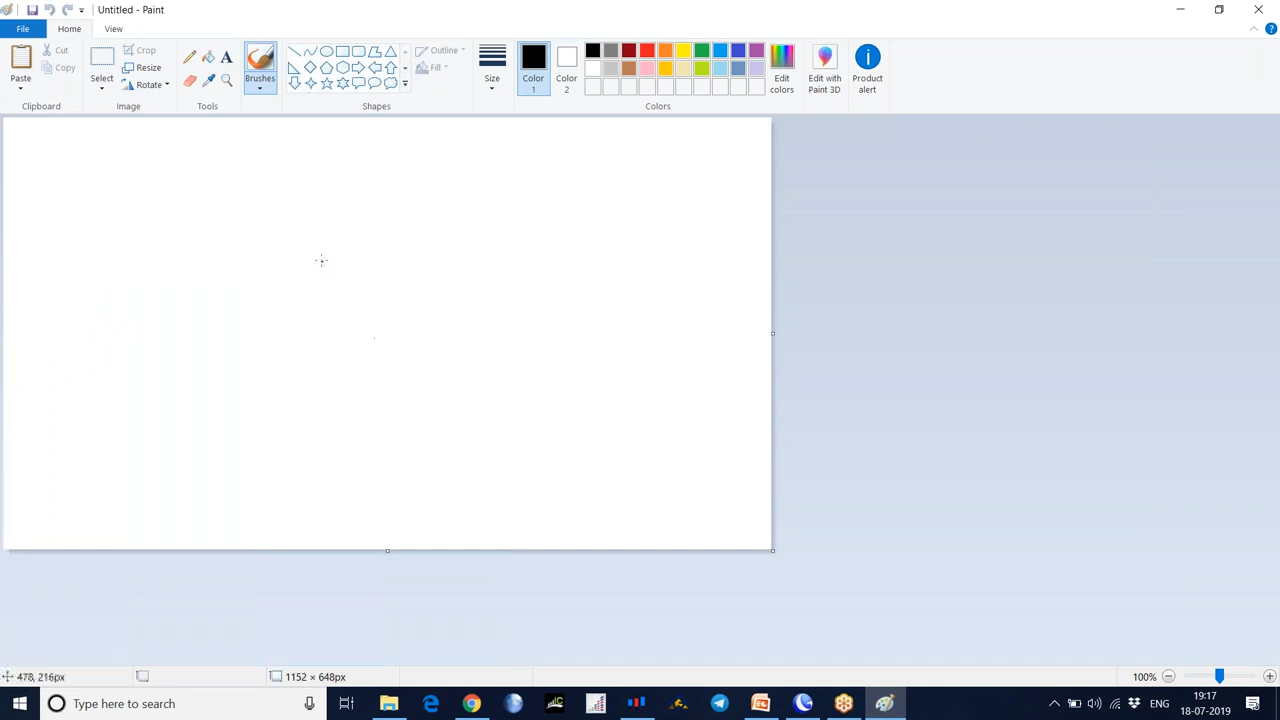 Untitled - Paint
File Home View
Paste
Cut
Copy
Clipboard
Select
Crop
Resize
Rotate
Image
Tools
Brushes
Shapes
Outline
Fill
Size
Color 1
Color 2
Edit colors
Colors
Edit with Paint 3D
Product alert
478, 216px
1152 × 648px
100%
Type here to search
ENG
19:17
18-07-2019